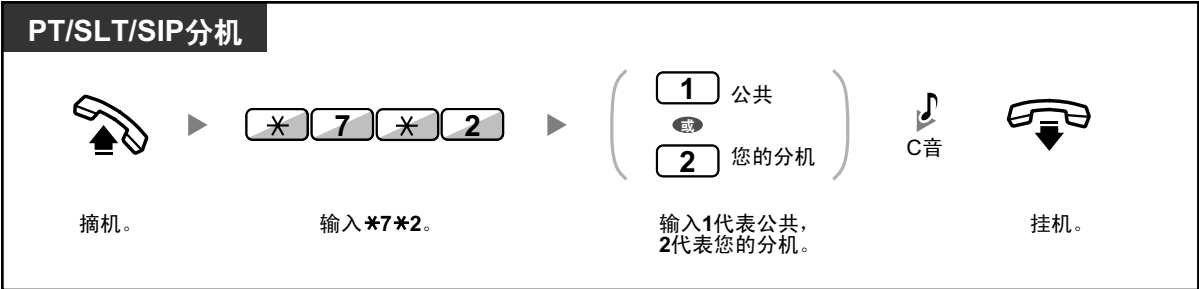 PT/SLT/SIP分机
✳ 7 ✳ 2
1 公共
或
2 您的分机
C音
摘机。
输入✳7✳2。
输入1代表公共，
2代表您的分机。
挂机。